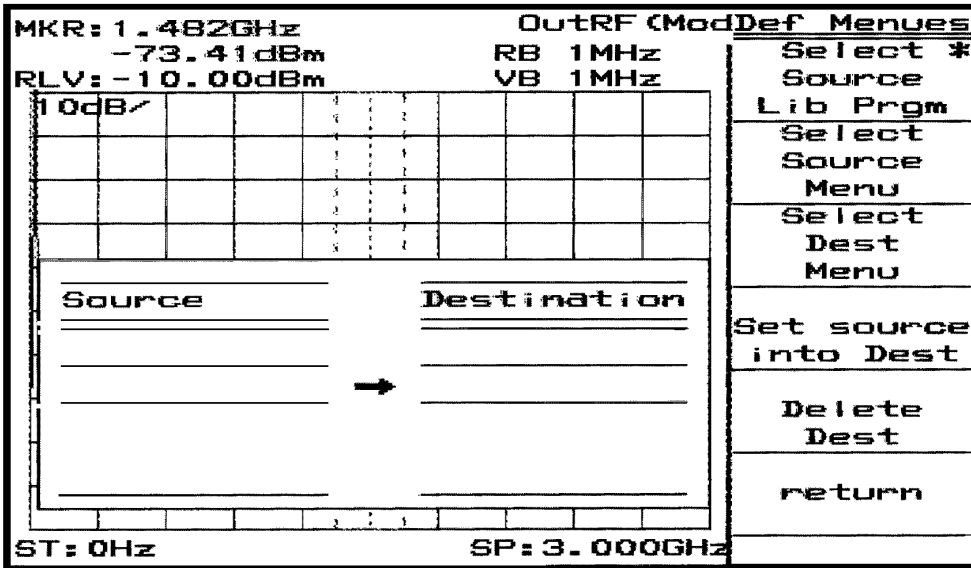 MKR:1.482GHz
-73.41dBm
RLV:-10.00dBm
OutRF(Mod
RB 1MHz
VB 1MHz
10dB/
Source
Destination
ST:0Hz
SP:3.000GHz
Def Menues
Select *
Source
Lib Prgm
Select
Source
Menu
Select
Dest
Menu
Set source
into Dest
Delete
Dest
return